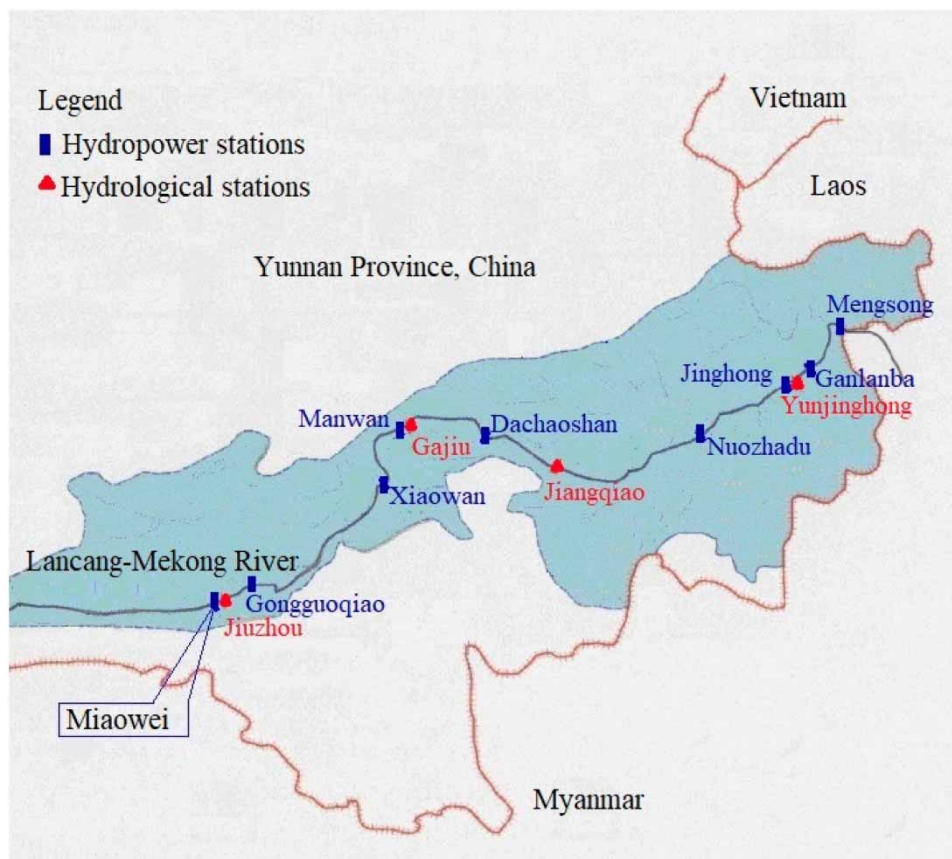 Legend
Hydropower stations
Hydrological stations
Vietnam
Laos
Yunnan Province, China
Mengsong
Jinghong
Ganlanba
Yunjinghong
Manwan
Gajiu
Dachaoshan
Nuozhadu
Jiangqiao
Xiaowan
Lancang-Mekong River
Gongguoqiao
Jiuzhou
Miaowei
Myanmar